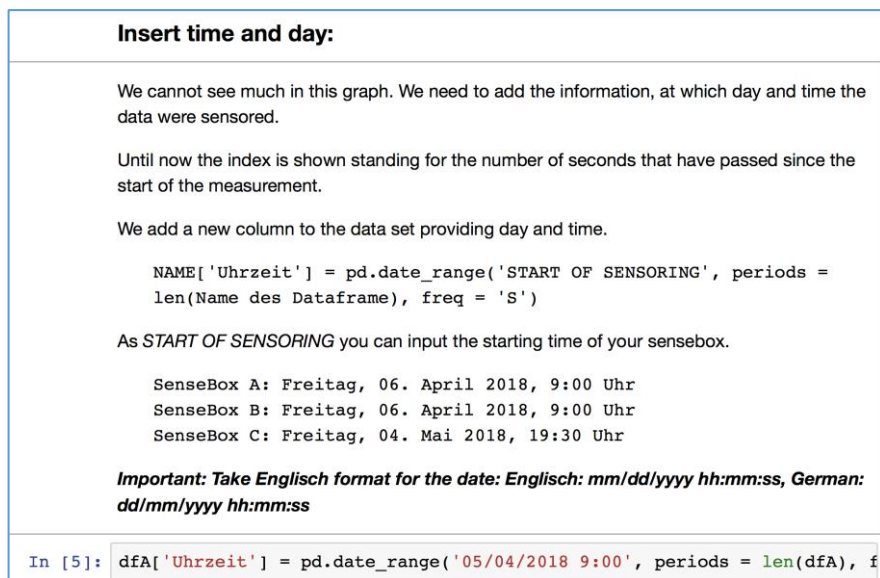 Insert time and day:
We cannot see much in this graph. We need to add the information, at which day and time the
data were sensored.
Until now the index is shown standing for the number of seconds that have passed since the
start of the measurement.
We add a new column to the data set providing day and time.
NAME['Uhrzeit'] = pd.date_range('START OF SENSORING', periods =
len(Name des Dataframe), freq = 'S')
As START OF SENSORING you can input the starting time of your sensebox.
SenseBox A: Freitag, 06. April 2018, 9:00 Uhr
SenseBox B: Freitag, 06. April 2018, 9:00 Uhr
SenseBox C: Freitag, 04. Mai 2018, 19:30 Uhr
Important: Take Englisch format for the date: Englisch: mm/dd/yyyy hh:mm:ss, German:
dd/mm/yyyy hh:mm:ss
In [5]: dfA['Uhrzeit'] = pd.date_range('05/04/2018 9:00', periods = len(dfA), f